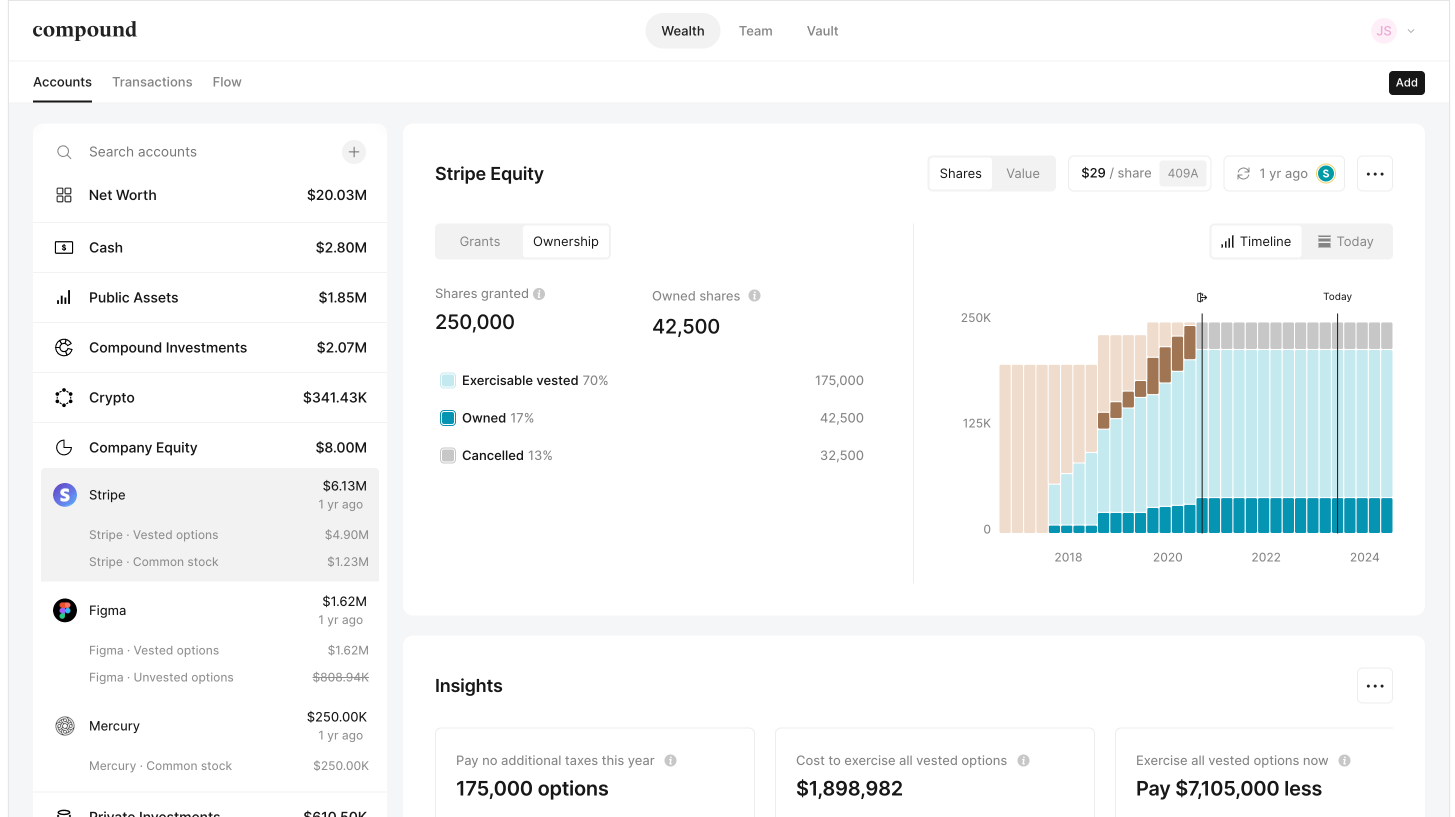 compound
Wealth
Team
Vault
JS
Accounts
Transactions
Flow
Add
Search accounts
Net Worth $20.03M
Cash $2.80M
Public Assets $1.85M
Compound Investments $2.07M
Crypto $341.43K
Company Equity $8.00M
Stripe $6.13M
1 yr ago
Stripe · Vested options $4.90M
Stripe · Common stock $1.23M
Figma $1.62M
1 yr ago
Figma · Vested options $1.62M
Figma · Unvested options $808.94K
Mercury $250.00K
1 yr ago
Mercury · Common stock $250.00K
Private Investments $610.50K
Stripe Equity
Shares
Value
$29 / share 409A
1 yr ago S
Grants
Ownership
Timeline
Today
Shares granted
250,000
Owned shares
42,500
Exercisable vested 70% 175,000
Owned 17% 42,500
Cancelled 13% 32,500
Today
250K
125K
0
2018 2020 2022 2024
Insights
Pay no additional taxes this year
175,000 options
Cost to exercise all vested options
$1,898,982
Exercise all vested options now
Pay $7,105,000 less